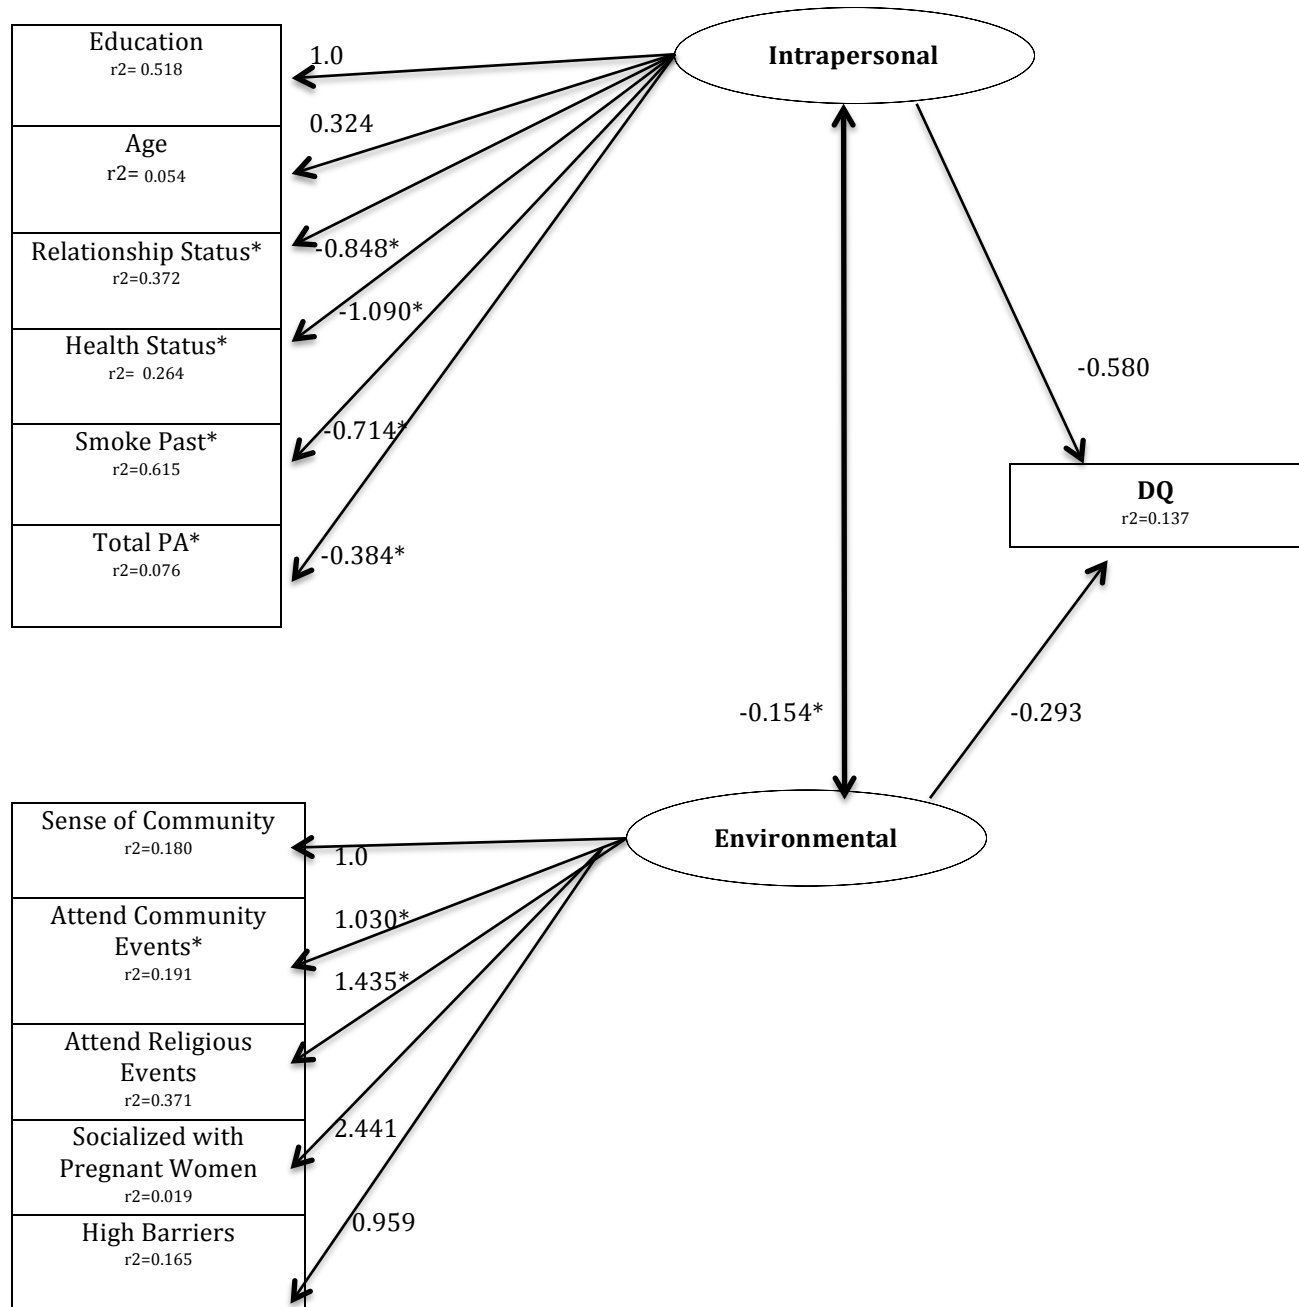 Education
r2= 0.518
Age
r2= 0.054
Relationship Status*
r2=0.372
Health Status*
r2= 0.264
Smoke Past*
r2=0.615
Total PA*
r2=0.076
1.0
0.324
-0.848*
-1.090*
-0.714*
-0.384*
Intrapersonal
-0.580
DQ
r2=0.137
-0.154*
-0.293
Environmental
Sense of Community
r2=0.180
Attend Community
Events*
r2=0.191
Attend Religious
Events
r2=0.371
Socialized with
Pregnant Women
r2=0.019
High Barriers
r2=0.165
1.0
1.030*
1.435*
2.441
0.959